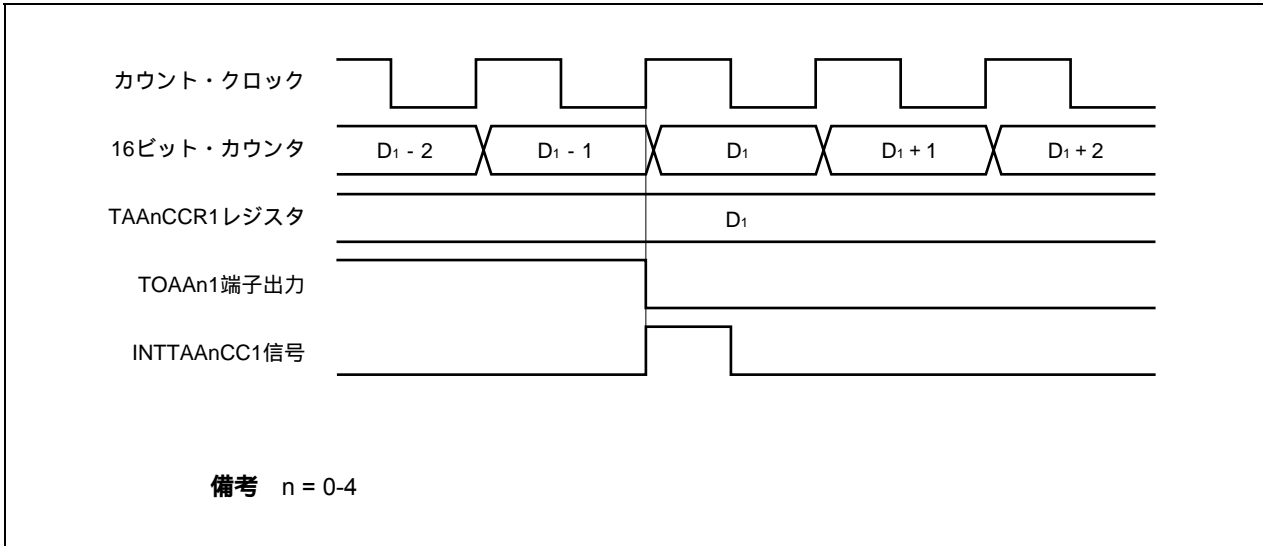 カウント・クロック
16ビット・カウンタ D1 - 2 D1 - 1 D1 D1 + 1 D1 + 2
TAAnCCR1レジスタ D1
TOAAn1端子出力
INTTAAnCC1信号
備考 n = 0-4